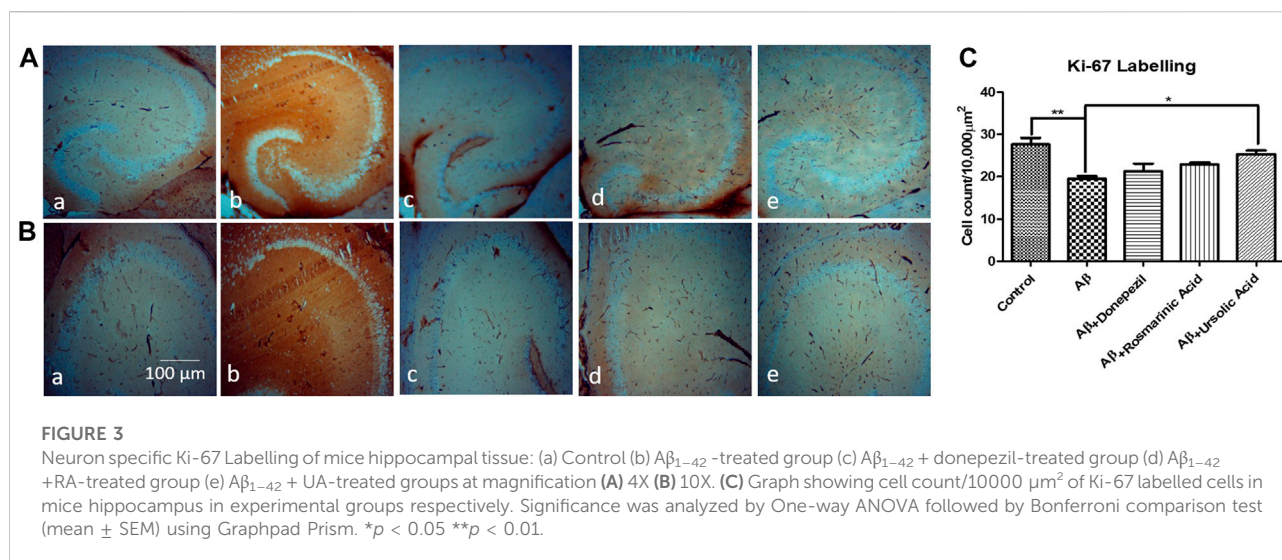 A
a b c d e
B
a b c d e
100 µm
C
Ki-67 Labelling
**
*
Cell count/10,000µm²
40
30
20
10
0
Control
Aβ
Aβ+Donepezil
Aβ+Rosmarinic Acid
Aβ+Ursolic Acid
FIGURE 3
Neuron specific Ki-67 Labelling of mice hippocampal tissue: (a) Control (b) Aβ₁₋₄₂ -treated group (c) Aβ₁₋₄₂ + donepezil-treated group (d) Aβ₁₋₄₂
+RA-treated group (e) Aβ₁₋₄₂ + UA-treated groups at magnification (A) 4X (B) 10X. (C) Graph showing cell count/10000 µm² of Ki-67 labelled cells in
mice hippocampus in experimental groups respectively. Significance was analyzed by One-way ANOVA followed by Bonferroni comparison test
(mean ± SEM) using Graphpad Prism. *p < 0.05 **p < 0.01.